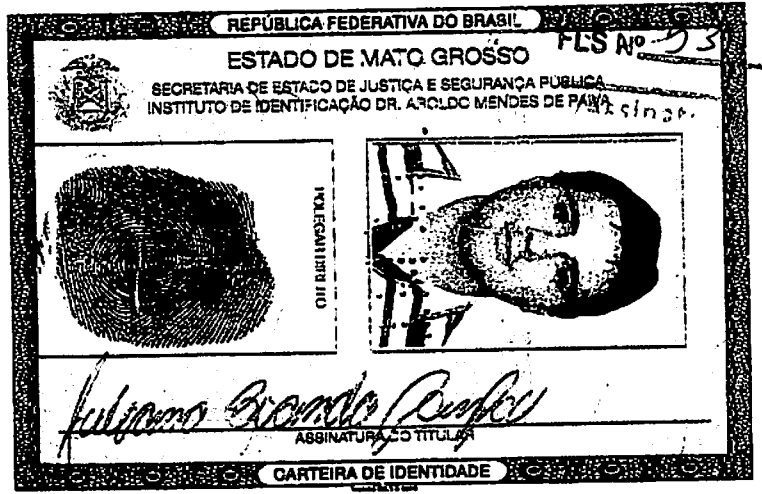 REPÚBLICA FEDERATIVA DO BRASIL
ESTADO DE MATO GROSSO
FLS Nº 53
SECRETARIA DE ESTADO DE JUSTIÇA E SEGURANÇA PÚBLICA
INSTITUTO DE IDENTIFICAÇÃO DR. AROLDO MENDES DE PAIVA
POLEGAR DIREITO
ASSINATURA DO TITULAR
CARTEIRA DE IDENTIDADE